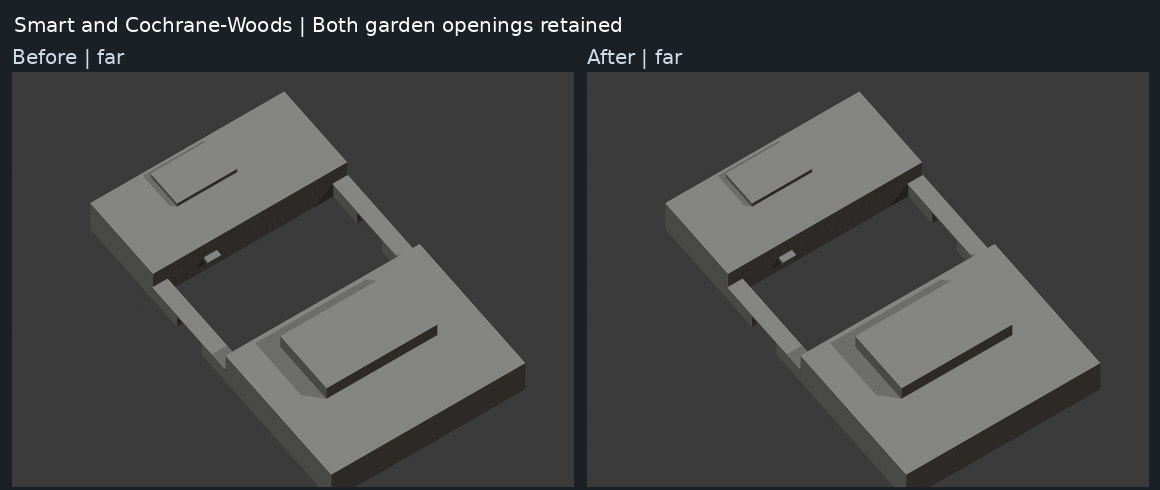 Smart and Cochrane-Woods | Both garden openings retained
Before | far
After | far